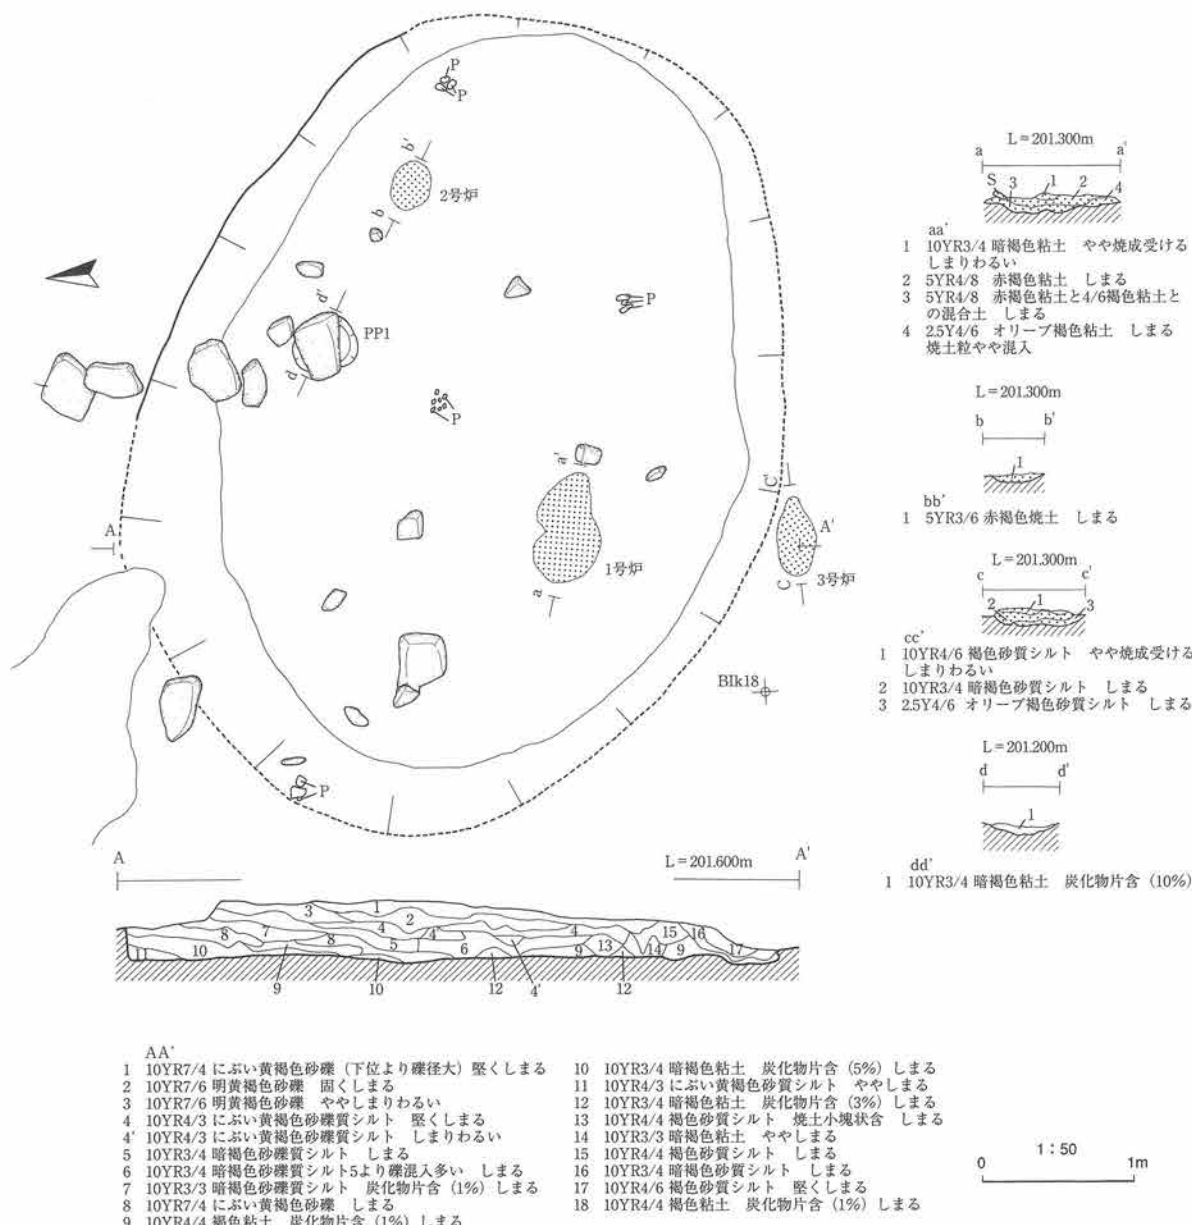 P
P
b'
2号炉
b
d'
PP1
d
P
P
a'
1号炉
a
C'
A'
3号炉
C
A
BIk18
P
L=201.300m
a a'
S 3 1 2 4
aa'
1 10YR3/4 暗褐色粘土 やや焼成受ける
しまりわるい
2 5YR4/8 赤褐色粘土 しまる
3 5YR4/8 赤褐色粘土と4/6褐色粘土と
の混合土 しまる
4 2.5Y4/6 オリーブ褐色粘土 しまる
焼土粒やや混入
L=201.300m
b b'
1
bb'
1 5YR3/6 赤褐色焼土 しまる
L=201.300m
c c'
2 1 3
cc'
1 10YR4/6 褐色砂質シルト やや焼成受ける
しまりわるい
2 10YR3/4 暗褐色砂質シルト しまる
3 2.5Y4/6 オリーブ褐色砂質シルト しまる
L=201.200m
d d'
1
dd'
1 10YR3/4 暗褐色粘土 炭化物片含(10%)
A L=201.600m A'
3 1 2
8 7 4 4' 4 15 16
11 10 8 5 6 9 13 14 9 17
9 10 12 4' 12
AA'
1 10YR7/4 にぶい黄褐色砂礫(下位より礫径大)堅くしまる
2 10YR7/6 明黄褐色砂礫 固くしまる
3 10YR7/6 明黄褐色砂礫 ややしまりわるい
4 10YR4/3 にぶい黄褐色砂礫質シルト 堅くしまる
4' 10YR4/3 にぶい黄褐色砂礫質シルト しまりわるい
5 10YR3/4 暗褐色砂礫質シルト しまる
6 10YR3/4 暗褐色砂礫質シルト5より礫混入多い しまる
7 10YR3/3 暗褐色砂礫質シルト 炭化物片含(1%)しまる
8 10YR7/4 にぶい黄褐色砂礫 しまる
9 10YR4/4 褐色粘土 炭化物片含(1%)しまる
10 10YR3/4 暗褐色粘土 炭化物片含(5%)しまる
11 10YR4/3 にぶい黄褐色砂質シルト ややしまる
12 10YR3/4 暗褐色粘土 炭化物片含(3%)しまる
13 10YR4/4 褐色砂質シルト 焼土小塊状含 しまる
14 10YR3/3 暗褐色粘土 ややしまる
15 10YR4/4 褐色砂質シルト しまる
16 10YR3/4 暗褐色砂質シルト しまる
17 10YR4/6 褐色砂質シルト 堅くしまる
18 10YR4/4 褐色粘土 炭化物片含(1%)しまる
1:50
0 1m